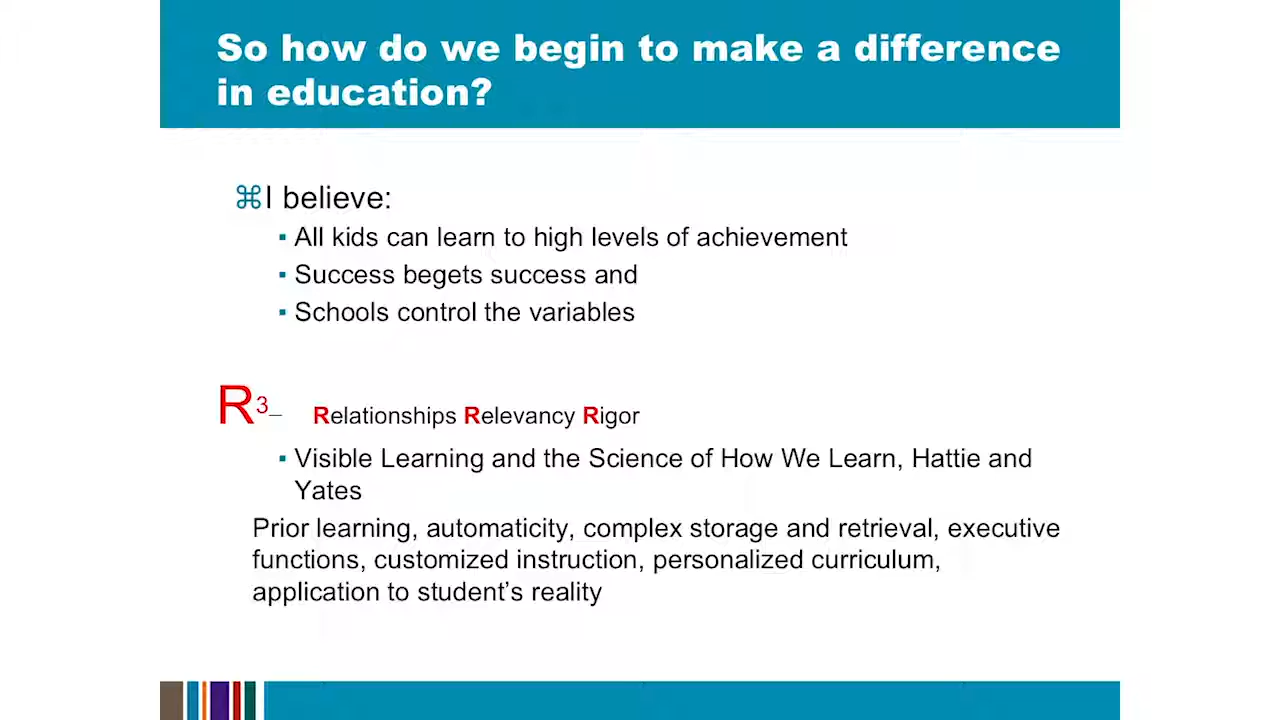 So how do we begin to make a difference
in education?
⌘I believe:
▪ All kids can learn to high levels of achievement
▪ Success begets success and
▪ Schools control the variables
R³– Relationships Relevancy Rigor
▪ Visible Learning and the Science of How We Learn, Hattie and
Yates
Prior learning, automaticity, complex storage and retrieval, executive
functions, customized instruction, personalized curriculum,
application to student’s reality